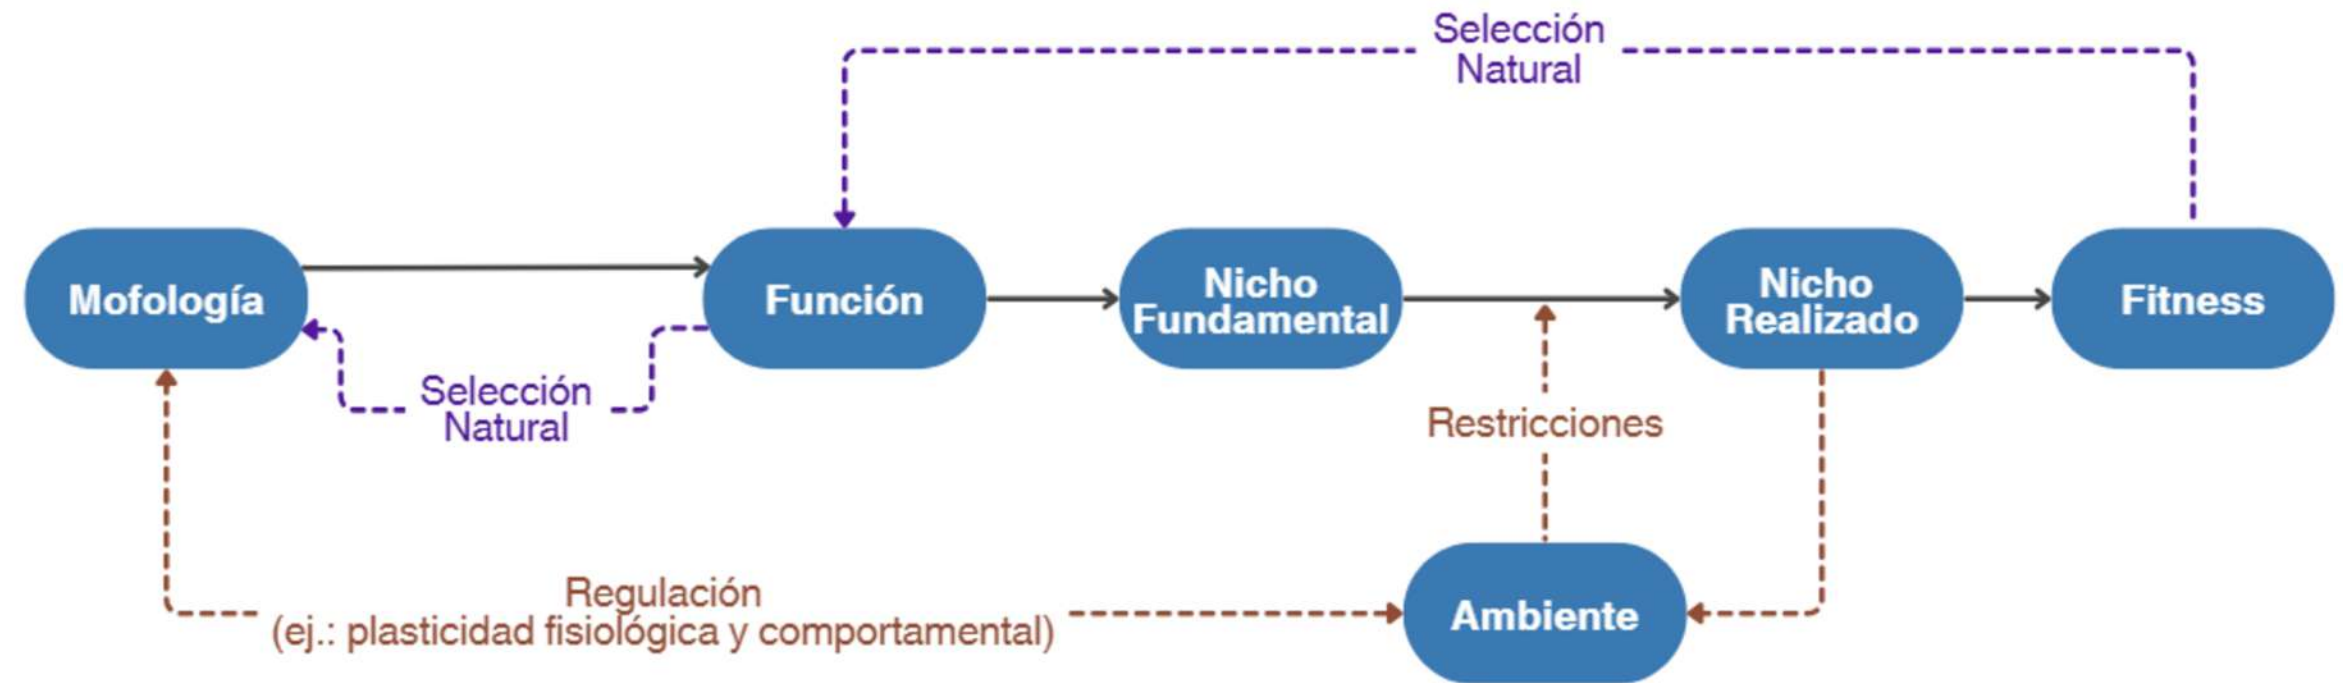 Selección
Natural
Mofología
Función
Nicho
Fundamental
Nicho
Realizado
Fitness
Selección
Natural
Restricciones
Regulación
(ej.: plasticidad fisiológica y comportamental)
Ambiente